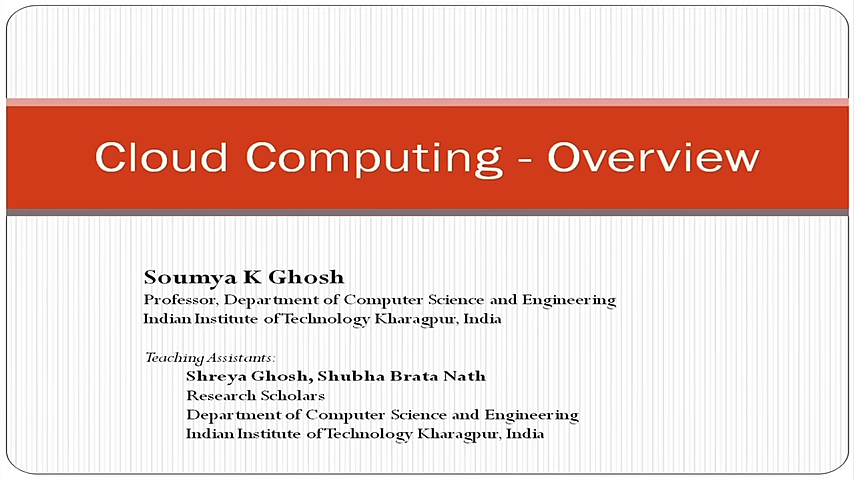 Cloud Computing - Overview
Soumya K Ghosh
Professor, Department of Computer Science and Engineering
Indian Institute of Technology Kharagpur, India
Teaching Assistants:
Shreya Ghosh, Shubha Brata Nath
Research Scholars
Department of Computer Science and Engineering
Indian Institute of Technology Kharagpur, India